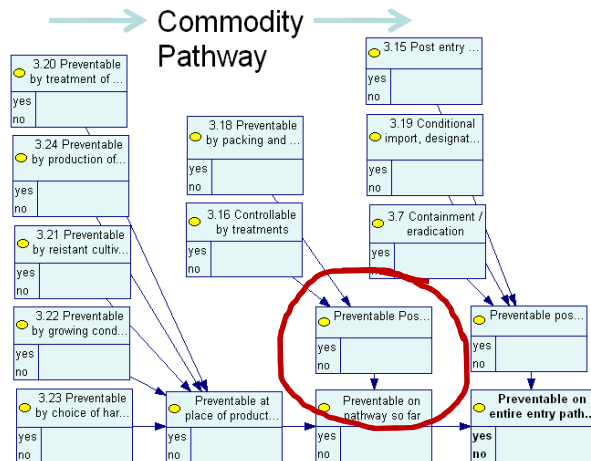 Commodity
Pathway
3.20 Preventable
by treatment of ...
yes
no
3.24 Preventable
by production of...
yes
no
3.21 Preventable
by reistant cultiv...
yes
no
3.22 Preventable
by growing cond...
yes
no
3.23 Preventable
by choice of har...
yes
no
Preventable at
place of product...
yes
no
3.18 Preventable
by packing and ...
yes
no
3.16 Controllable
by treatments
yes
no
Preventable Pos...
yes
no
Preventable on
pathway so far
yes
no
3.15 Post entry ...
yes
no
3.19 Conditional
import, designat...
yes
no
3.7 Containment /
eradication
yes
no
Preventable pos...
yes
no
Preventable on
entire entry path...
yes
no